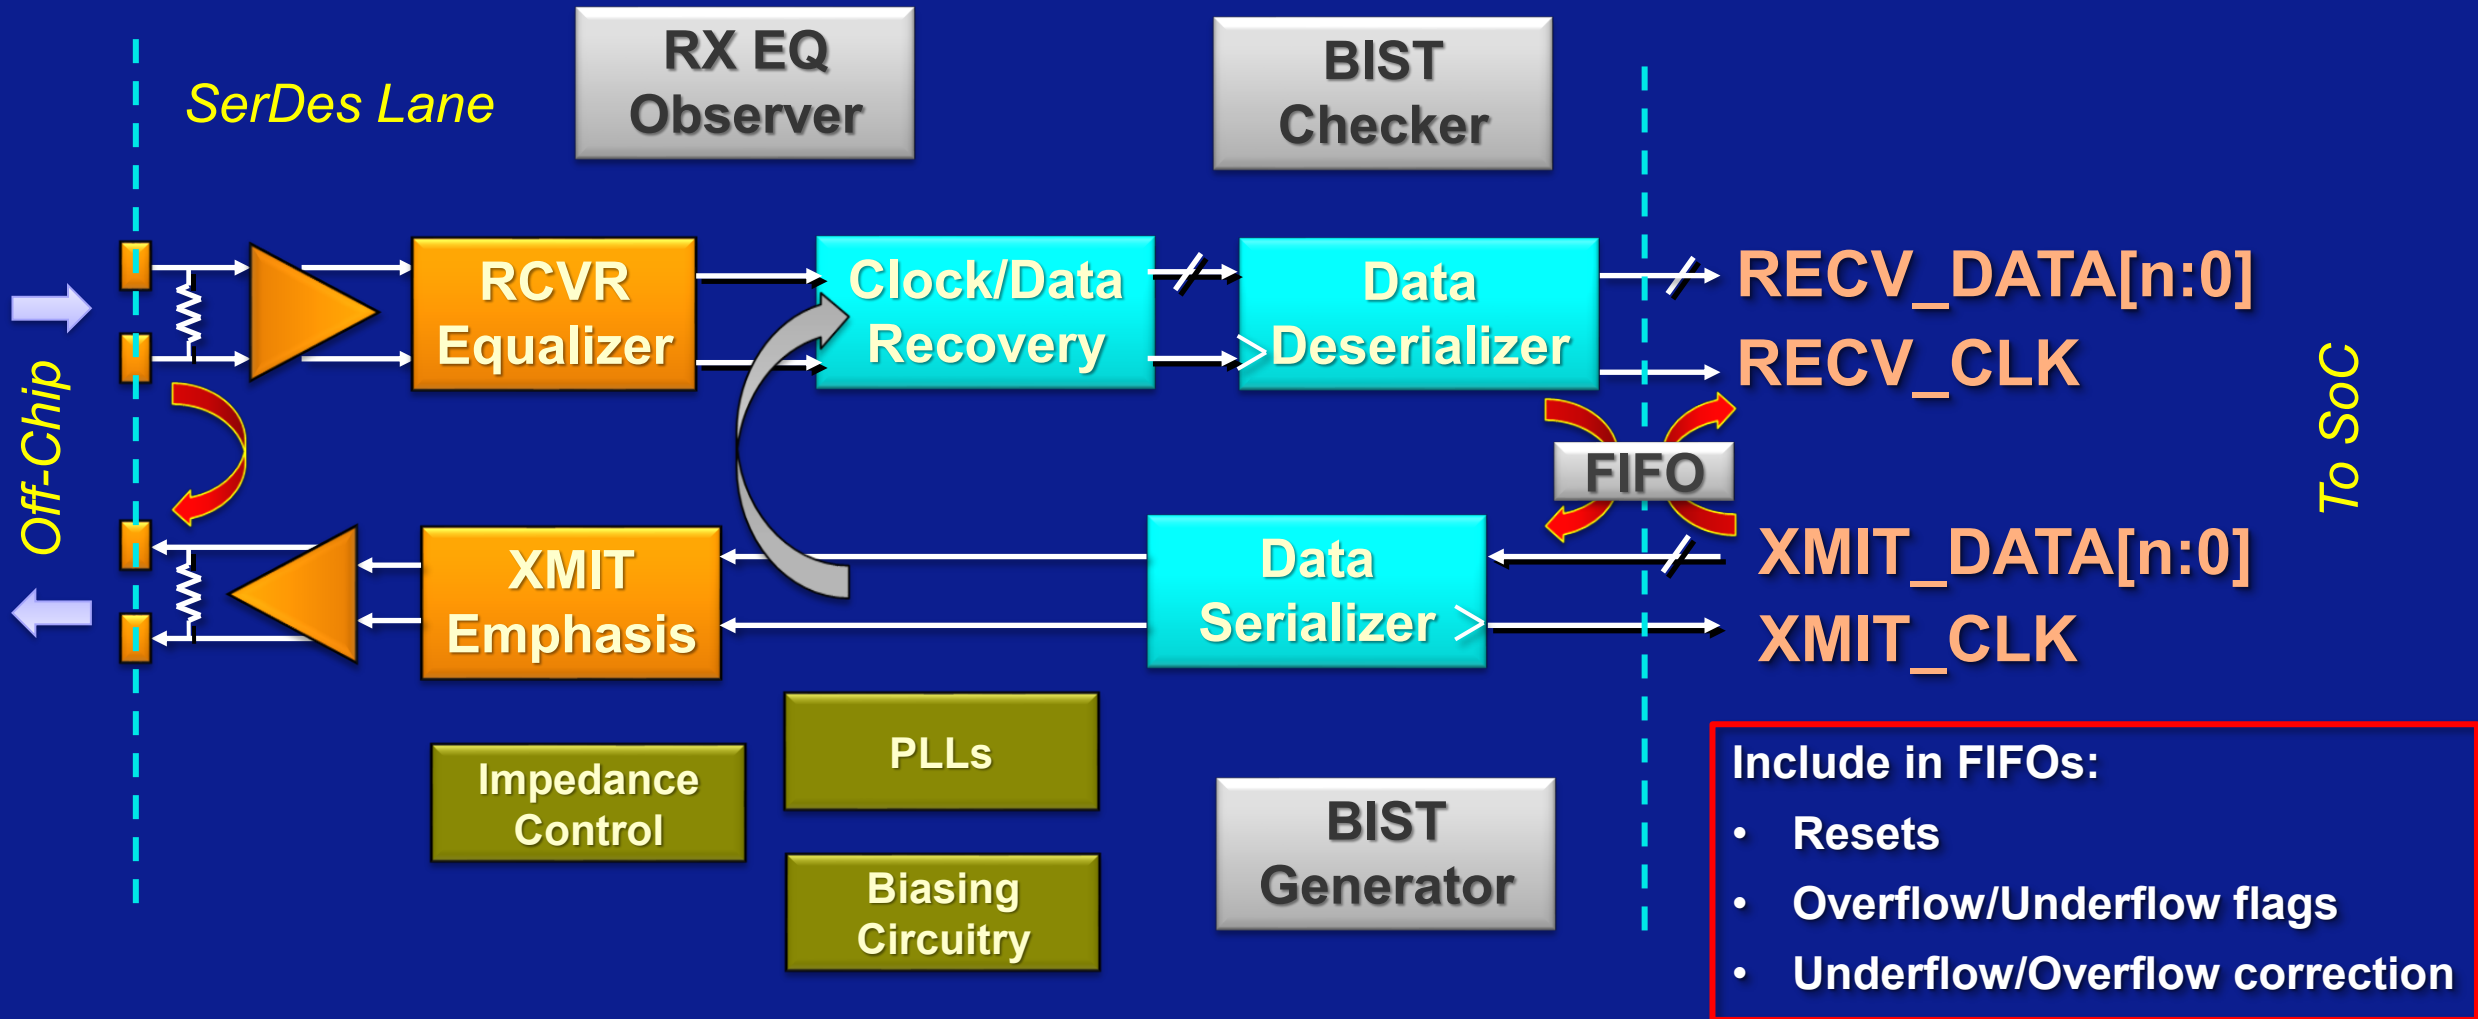 SerDes Lane
RX EQ
Observer
BIST
Checker
RCVR
Equalizer
Clock/Data
Recovery
Data
Deserializer
RECV_DATA[n:0]
RECV_CLK
Off-Chip
To SoC
FIFO
XMIT
Emphasis
Data
Serializer
XMIT_DATA[n:0]
XMIT_CLK
Impedance
Control
PLLs
Biasing
Circuitry
BIST
Generator
Include in FIFOs:
• Resets
• Overflow/Underflow flags
• Underflow/Overflow correction